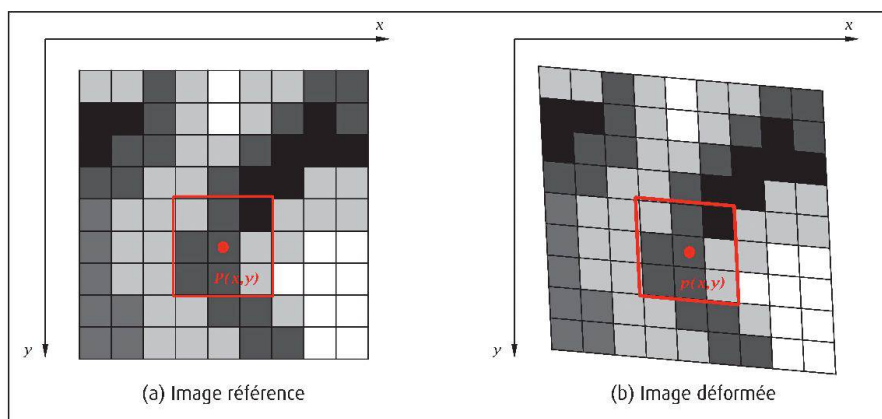 x
y
P(x,y)
(a) Image référence
x
y
p(x,y)
(b) Image déformée